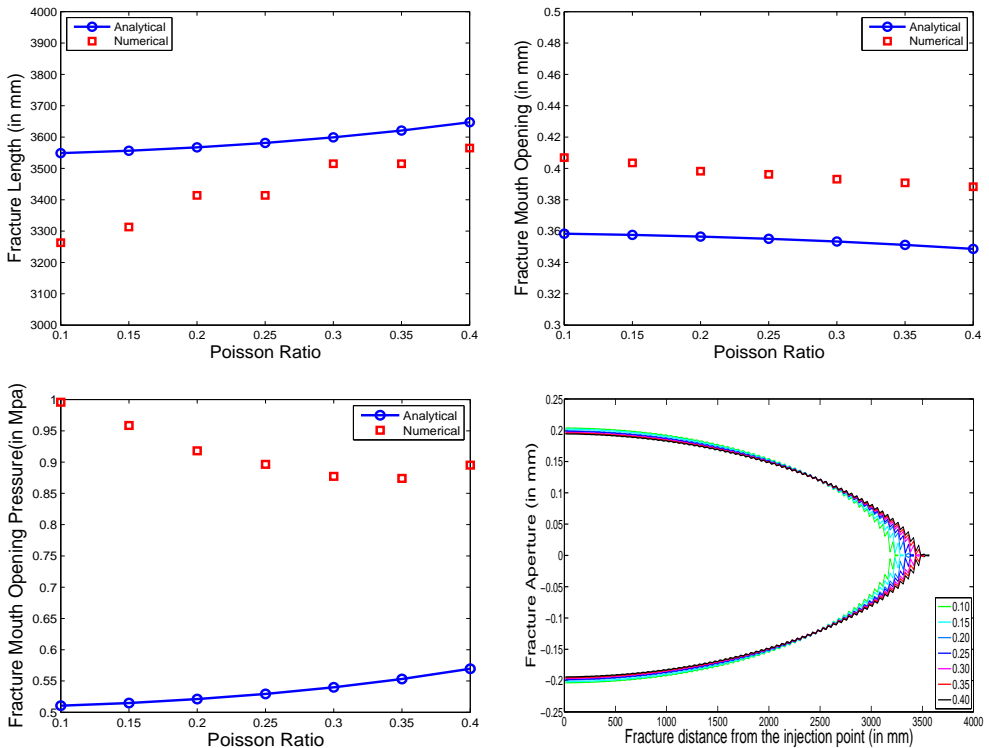 4000
3900
3800
3700
3600
3500
3400
3300
3200
3100
3000
Fracture Length (in mm)
Analytical
Numerical
0.1 0.15 0.2 0.25 0.3 0.35 0.4
Poisson Ratio
0.5
0.48
0.46
0.44
0.42
0.4
0.38
0.36
0.34
0.32
0.3
Fracture Mouth Opening (in mm)
Analytical
Numerical
0.1 0.15 0.2 0.25 0.3 0.35 0.4
Poisson Ratio
1
0.95
0.9
0.85
0.8
0.75
0.7
0.65
0.6
0.55
0.5
Fracture Mouth Opening Pressure(in Mpa)
Analytical
Numerical
0.1 0.15 0.2 0.25 0.3 0.35 0.4
Poisson Ratio
0.25
0.2
0.15
0.1
0.05
0
−0.05
−0.1
−0.15
−0.2
−0.25
Fracture Aperture (in mm)
0.10
0.15
0.20
0.25
0.30
0.35
0.40
0 500 1000 1500 2000 2500 3000 3500 4000
Fracture distance from the injection point (in mm)